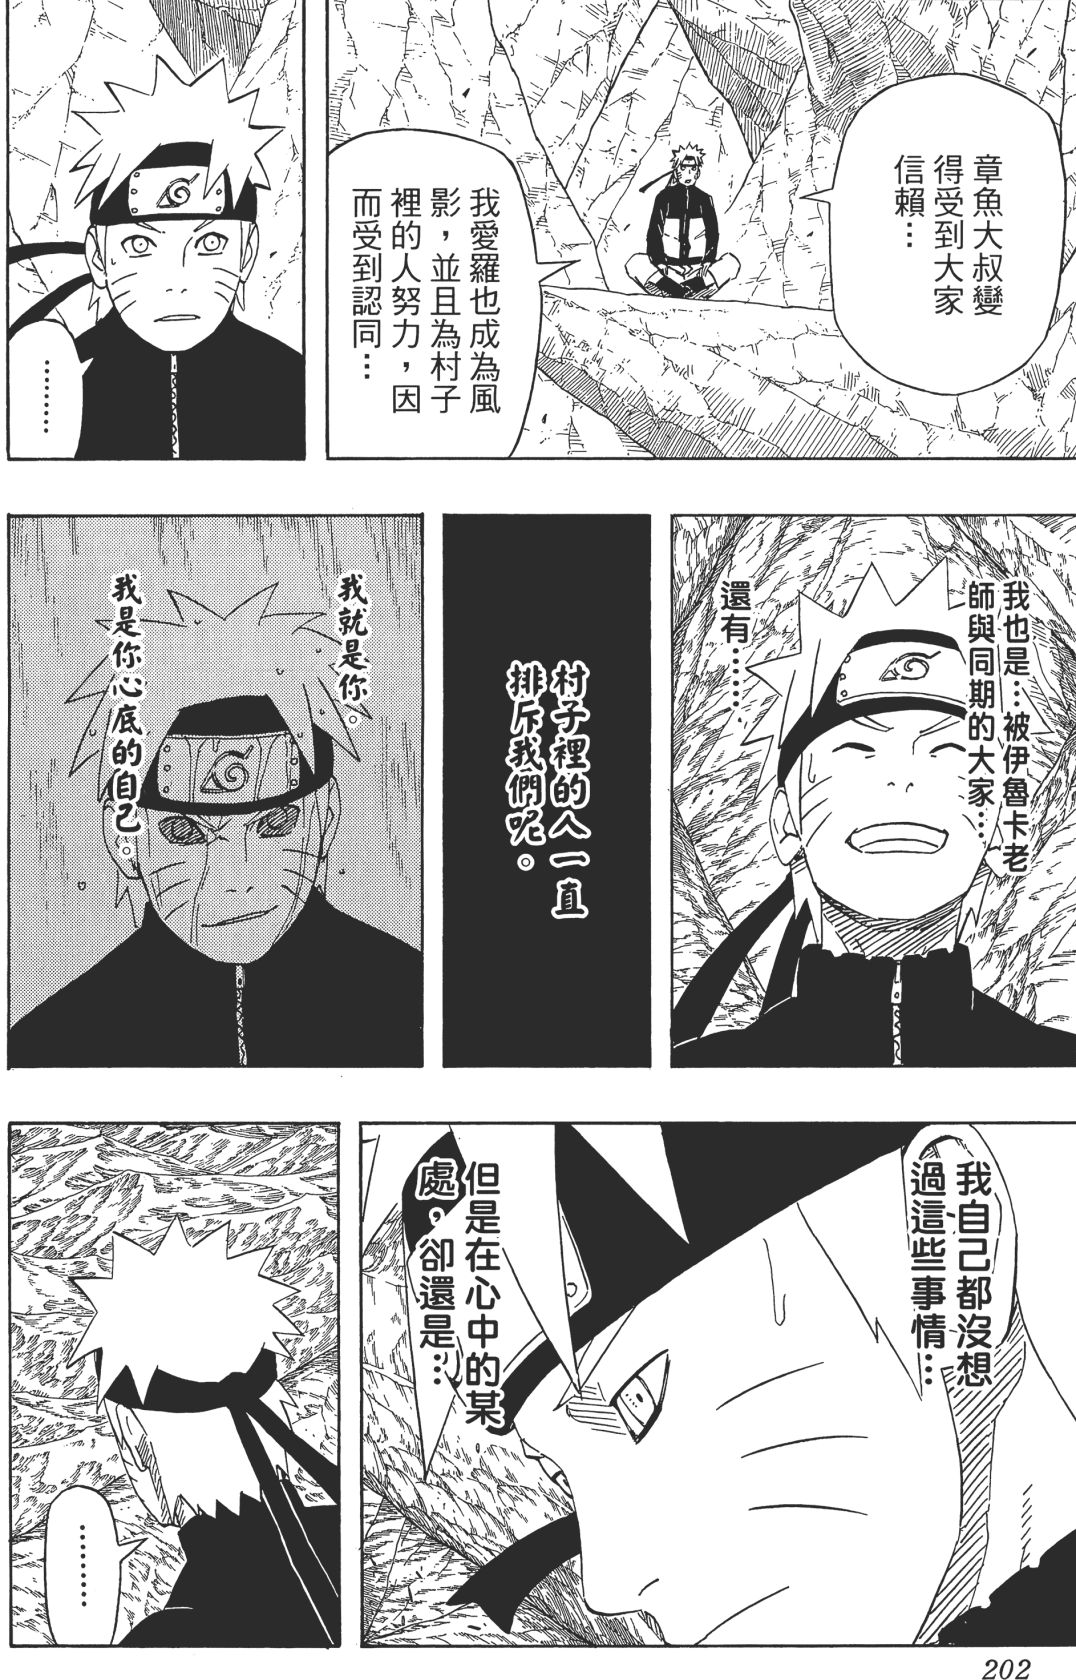 章魚大叔變
得受到大家
信賴…
我愛羅也成為風
影，並且為村子
裡的人努力，因
而受到認同…
………
我也是…被伊魯卡老
師與同期的大家…
還有……
村子裡的人一直
排斥我們呢。
我就是你。
我是你心底的自己。
我自己都沒想
過這些事情…
但是在心中的某
處，卻還是…
………
202